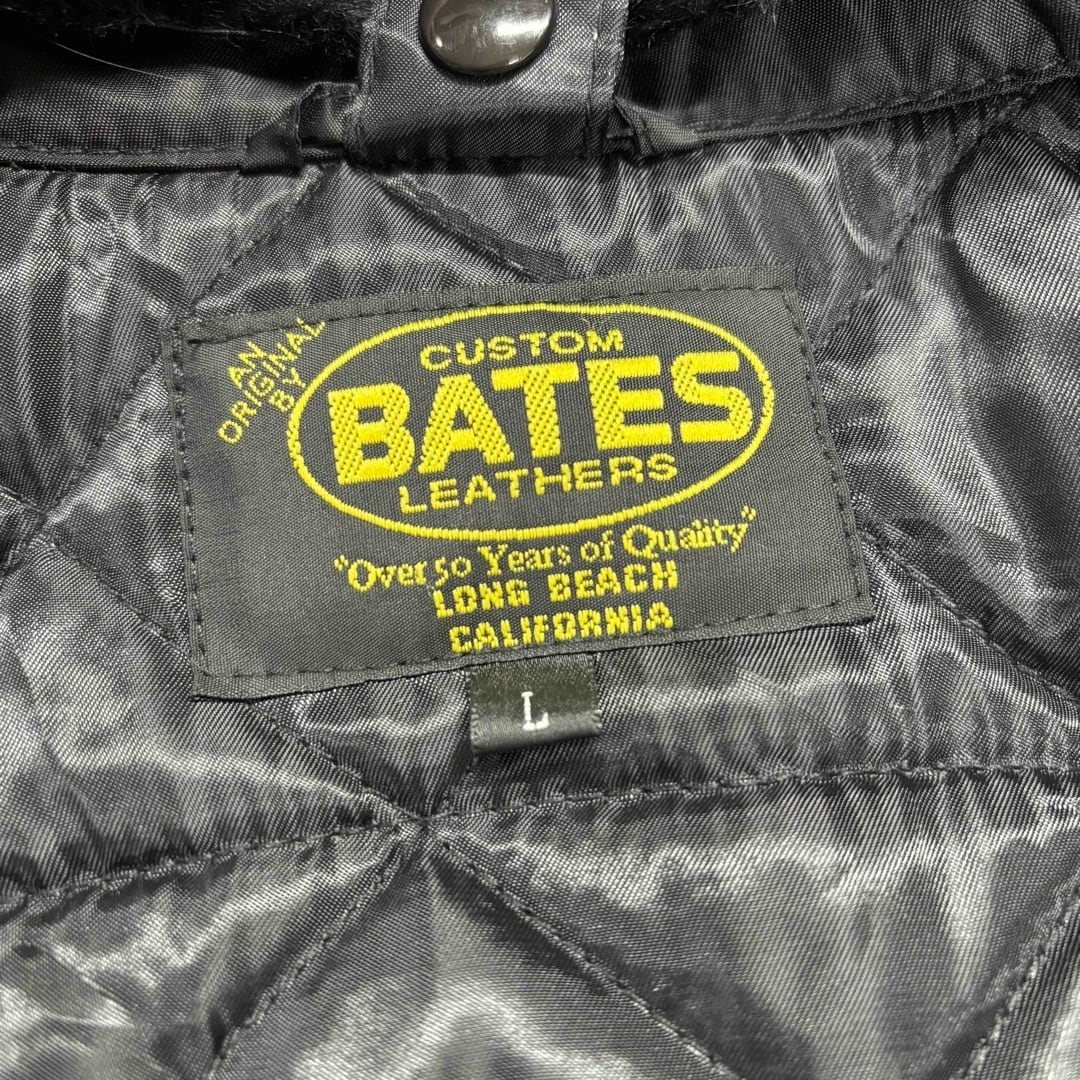 AN
ORIGINAL
BY
CUSTOM
BATES
LEATHERS
"Over 50 Years of Quality"
LONG BEACH
CALIFORNIA
L